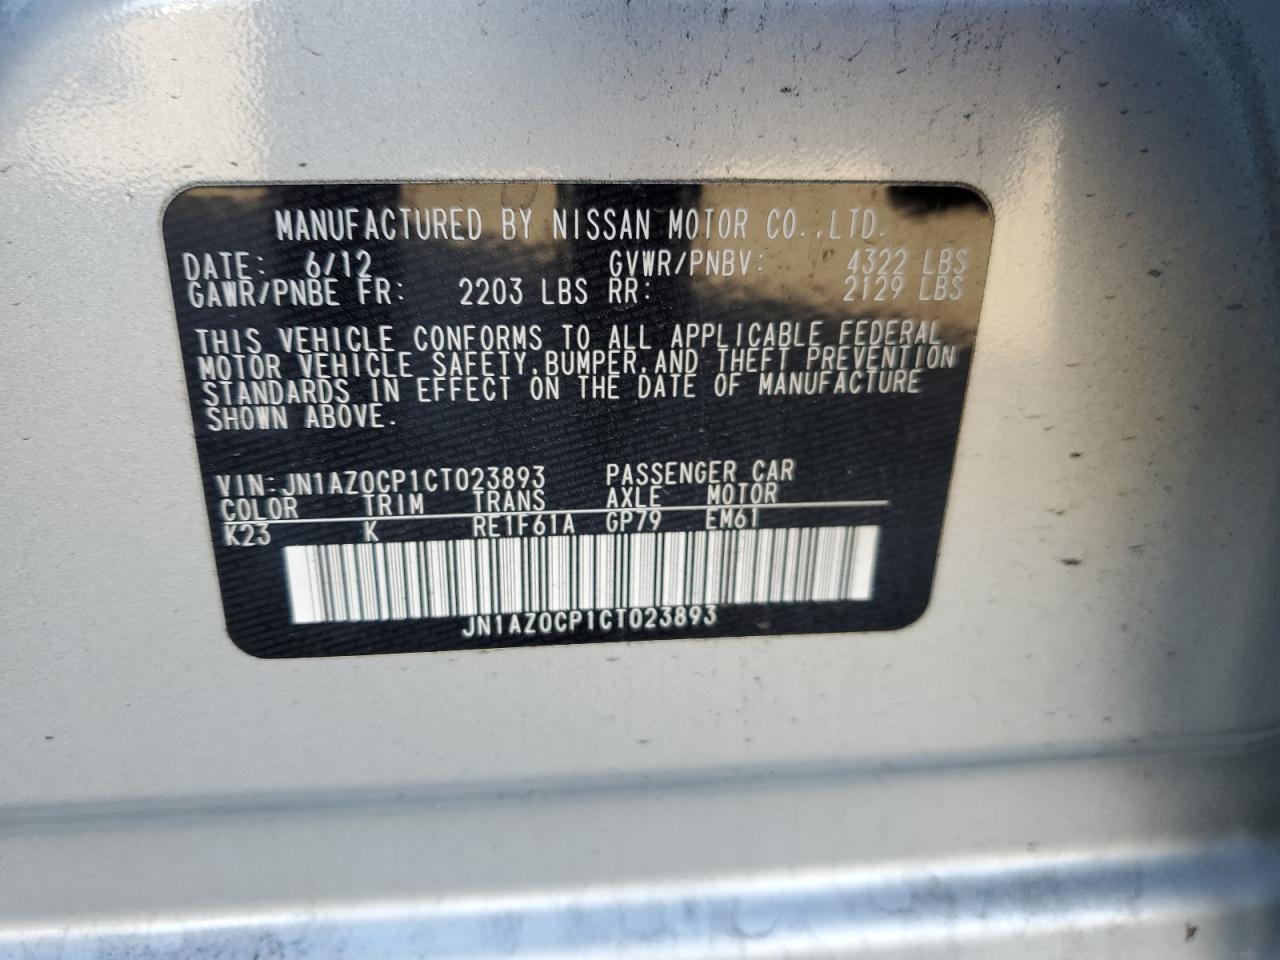 MANUFACTURED BY NISSAN MOTOR CO.,LTD.
DATE: 6/12 GVWR/PNBV: 4322 LBS
GAWR/PNBE FR: 2203 LBS RR: 2129 LBS
THIS VEHICLE CONFORMS TO ALL APPLICABLE FEDERAL
MOTOR VEHICLE SAFETY,BUMPER,AND THEFT PREVENTION
STANDARDS IN EFFECT ON THE DATE OF MANUFACTURE
SHOWN ABOVE.
VIN:JN1AZ0CP1CT023893 PASSENGER CAR
COLOR TRIM TRANS AXLE MOTOR
K23 K RE1F61A GP79 EM61
JN1AZ0CP1CT023893